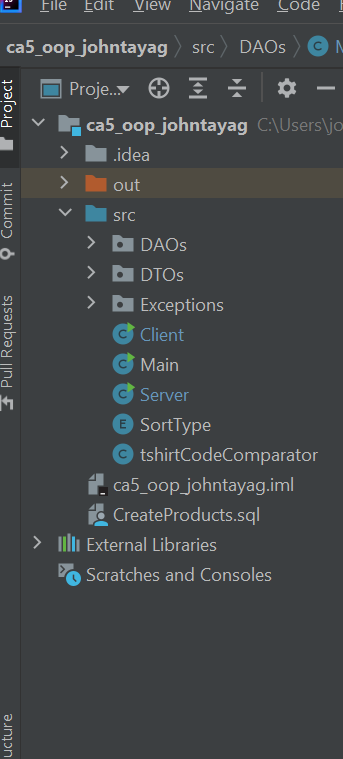 File Edit View Navigate Code
ca5_oop_johntayag src DAOs
Proje...
ca5_oop_johntayag C:\Users\jo
.idea
out
src
DAOs
DTOs
Exceptions
Client
Main
Server
SortType
tshirtCodeComparator
ca5_oop_johntayag.iml
CreateProducts.sql
External Libraries
Scratches and Consoles
Project
Commit
Pull Requests
ucture